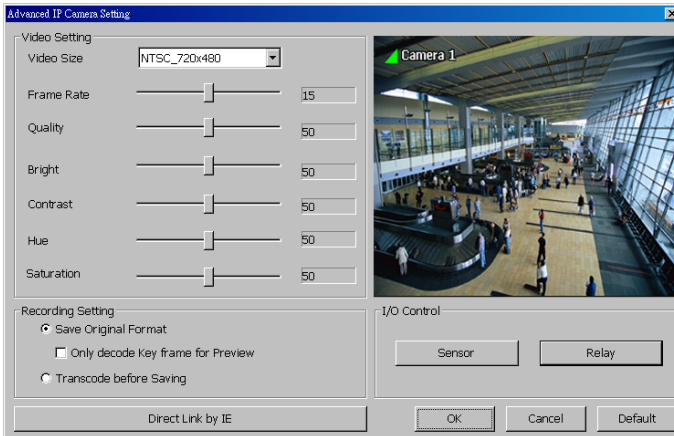 Advanced IP Camera Setting
Video Setting
Video Size NTSC_720x480
Frame Rate 15
Quality 50
Bright 50
Contrast 50
Hue 50
Saturation 50
Camera 1
Recording Setting
Save Original Format
Only decode Key frame for Preview
Transcode before Saving
I/O Control
Sensor Relay
Direct Link by IE
OK Cancel Default